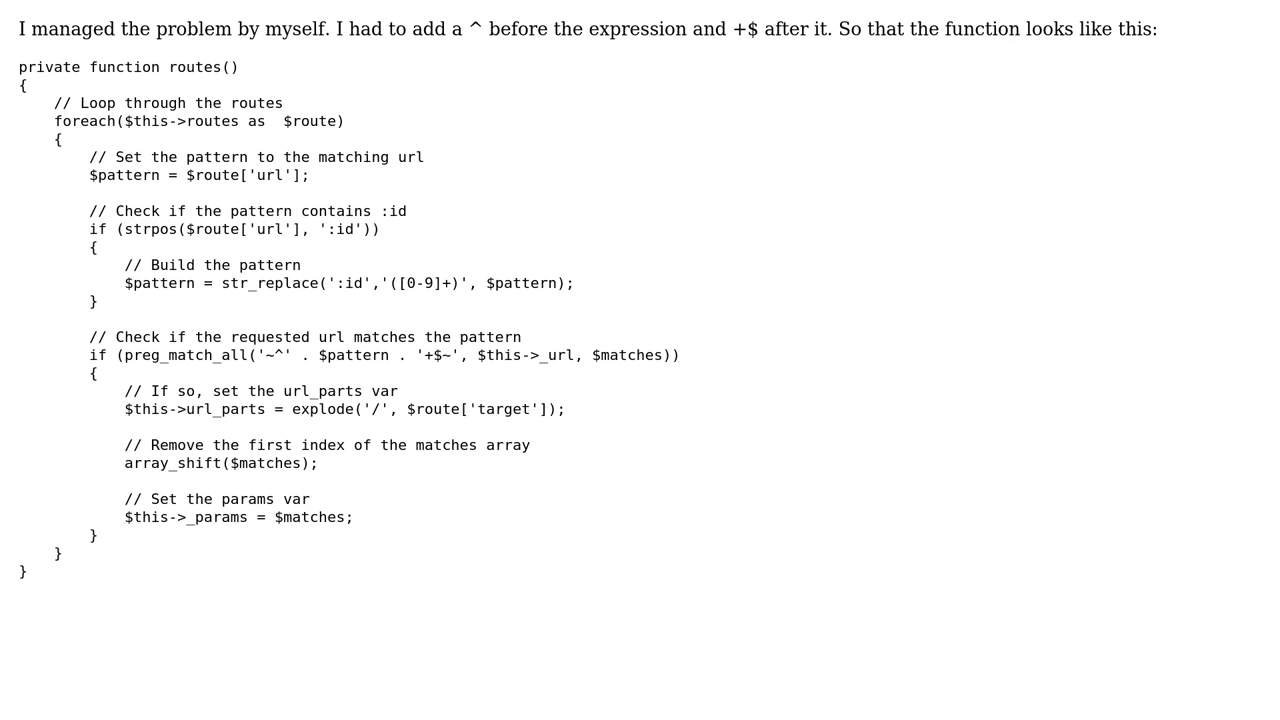 I managed the problem by myself. I had to add a ^ before the expression and +$ after it. So that the function looks like this:
private function routes()
{
    // Loop through the routes
    foreach($this->routes as  $route)
    {
        // Set the pattern to the matching url
        $pattern = $route['url'];

        // Check if the pattern contains :id
        if (strpos($route['url'], ':id'))
        {
            // Build the pattern
            $pattern = str_replace(':id','([0-9]+)', $pattern);
        }

        // Check if the requested url matches the pattern
        if (preg_match_all('~^' . $pattern . '+$~', $this->_url, $matches))
        {
            // If so, set the url_parts var
            $this->url_parts = explode('/', $route['target']);

            // Remove the first index of the matches array
            array_shift($matches);

            // Set the params var
            $this->_params = $matches;
        }
    }
}